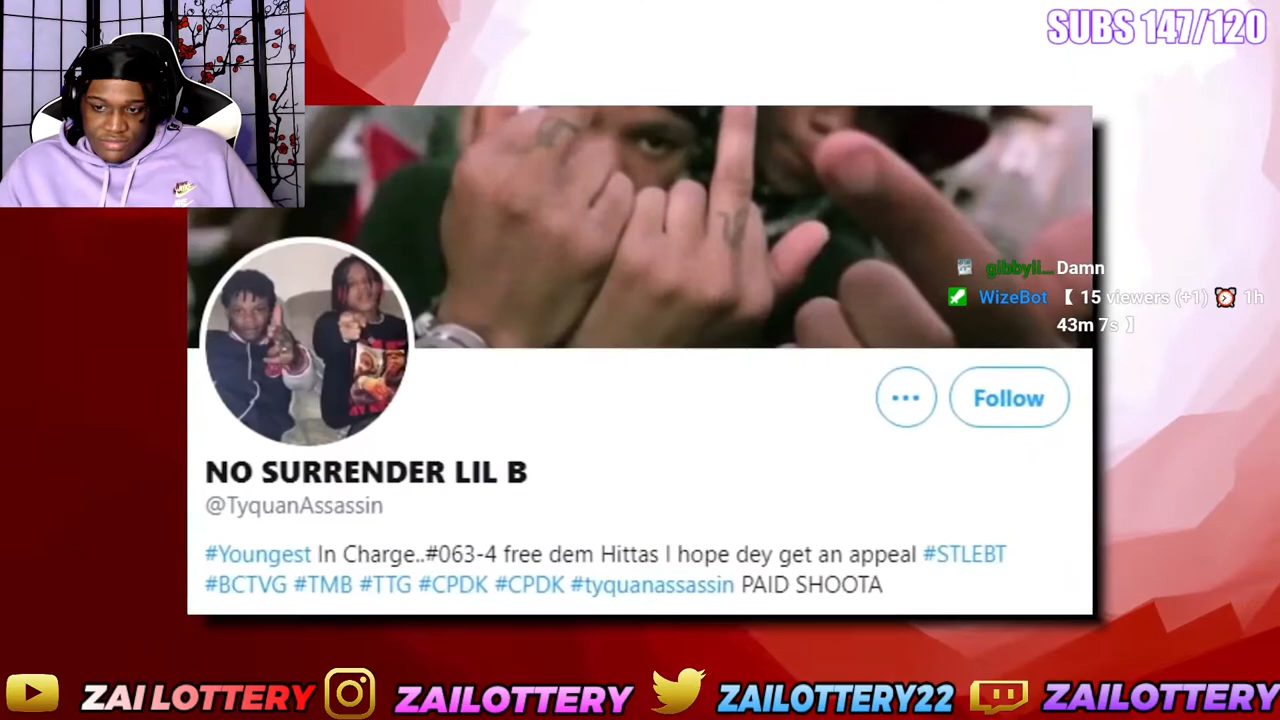 SUBS 147/120
gibbyli...Damn
WizeBot 【 15 viewers (+1) ⏰ 1h
43m 7s 】
Follow
NO SURRENDER LIL B
@TyquanAssassin
#Youngest In Charge..#063-4 free dem Hittas I hope dey get an appeal #STLEBT
#BCTVG #TMB #TTG #CPDK #CPDK #tyquanassassin PAID SHOOTA
ZAI LOTTERY
ZAILOTTERY
ZAILOTTERY22
ZAILOTTERY